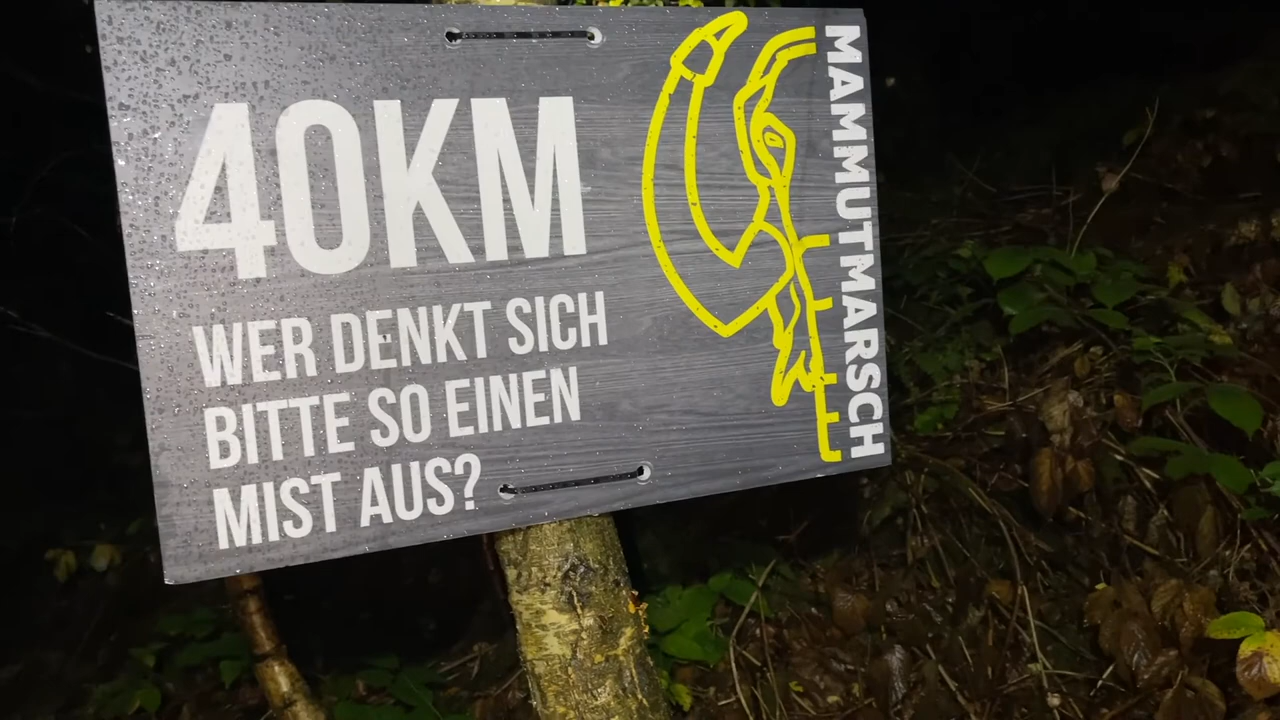 40KM
WER DENKT SICH
BITTE SO EINEN
MIST AUS?
MAMMUTMARSCH